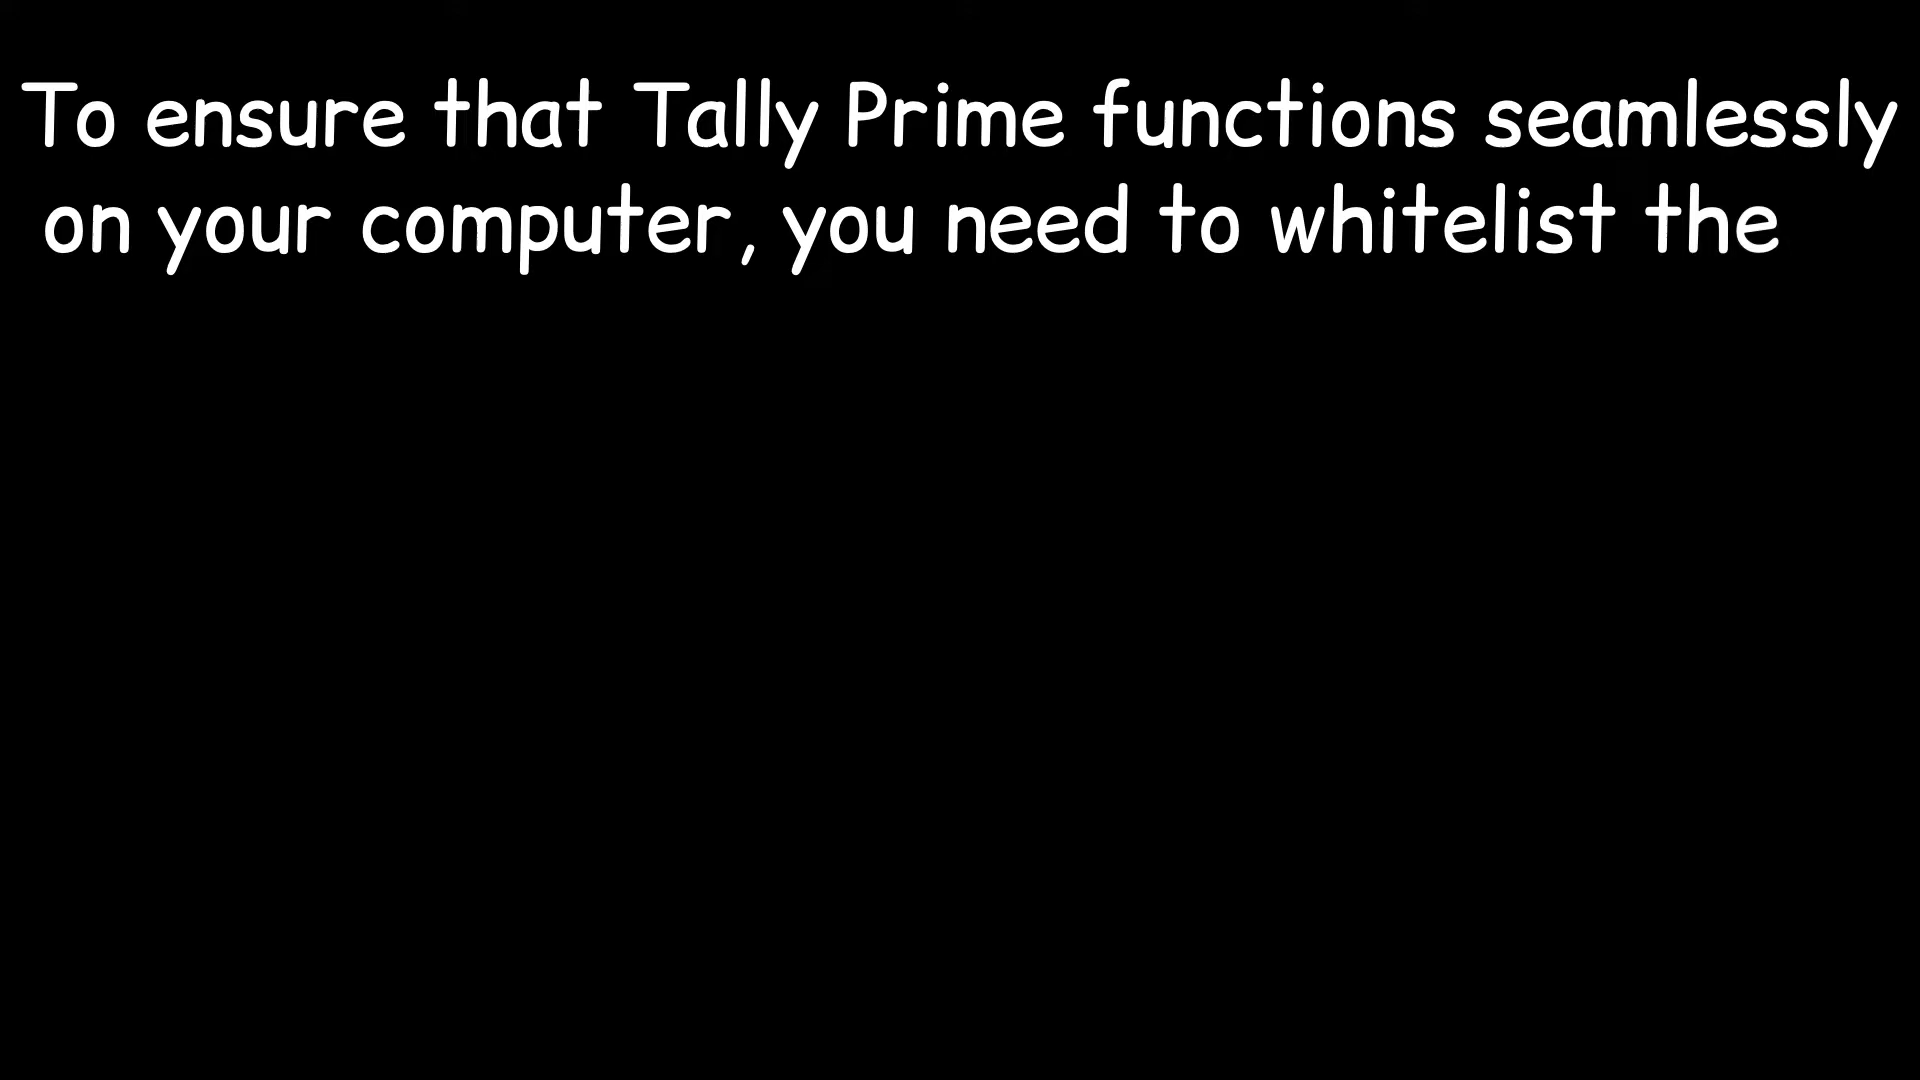 To ensure that Tally Prime functions seamlessly
on your computer, you need to whitelist the